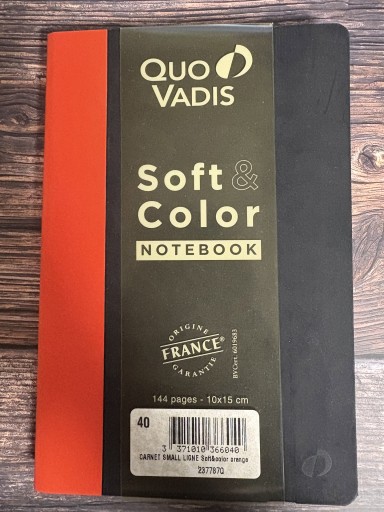 QUO
VADIS
Soft &
Color
NOTEBOOK
ORIGINE
FRANCE®
GARANTIE
BVCert. 6019683
144 pages - 10x15 cm
40
3 371010 366040
CARNET SMALL LIGNE Soft&color orange
237787Q